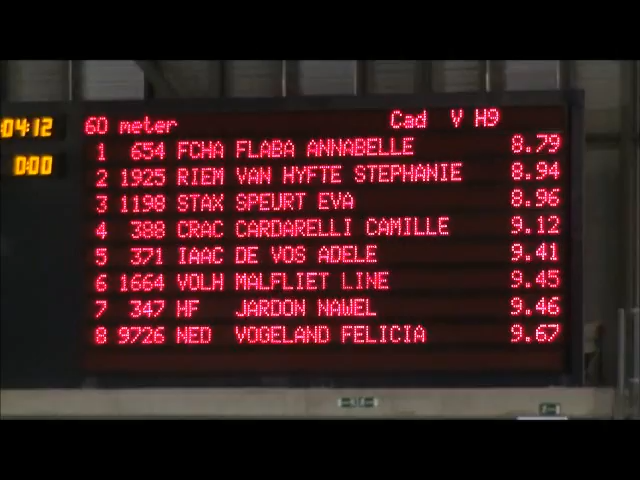 :04:12
0:00
60 meter Cad V H9
1 654 FCHA FLABA ANNABELLE 8.79
2 1925 RIEM VAN HYFTE STEPHANIE 8.94
3 1198 STAX SPEURT EVA 8.96
4 388 CRAC CARDARELLI CAMILLE 9.12
5 371 IAAC DE VOS ADELE 9.41
6 1664 VOLH MALFLIET LINE 9.45
7 347 HF JARDON NAWEL 9.46
8 9726 NED VOGELAND FELICIA 9.67